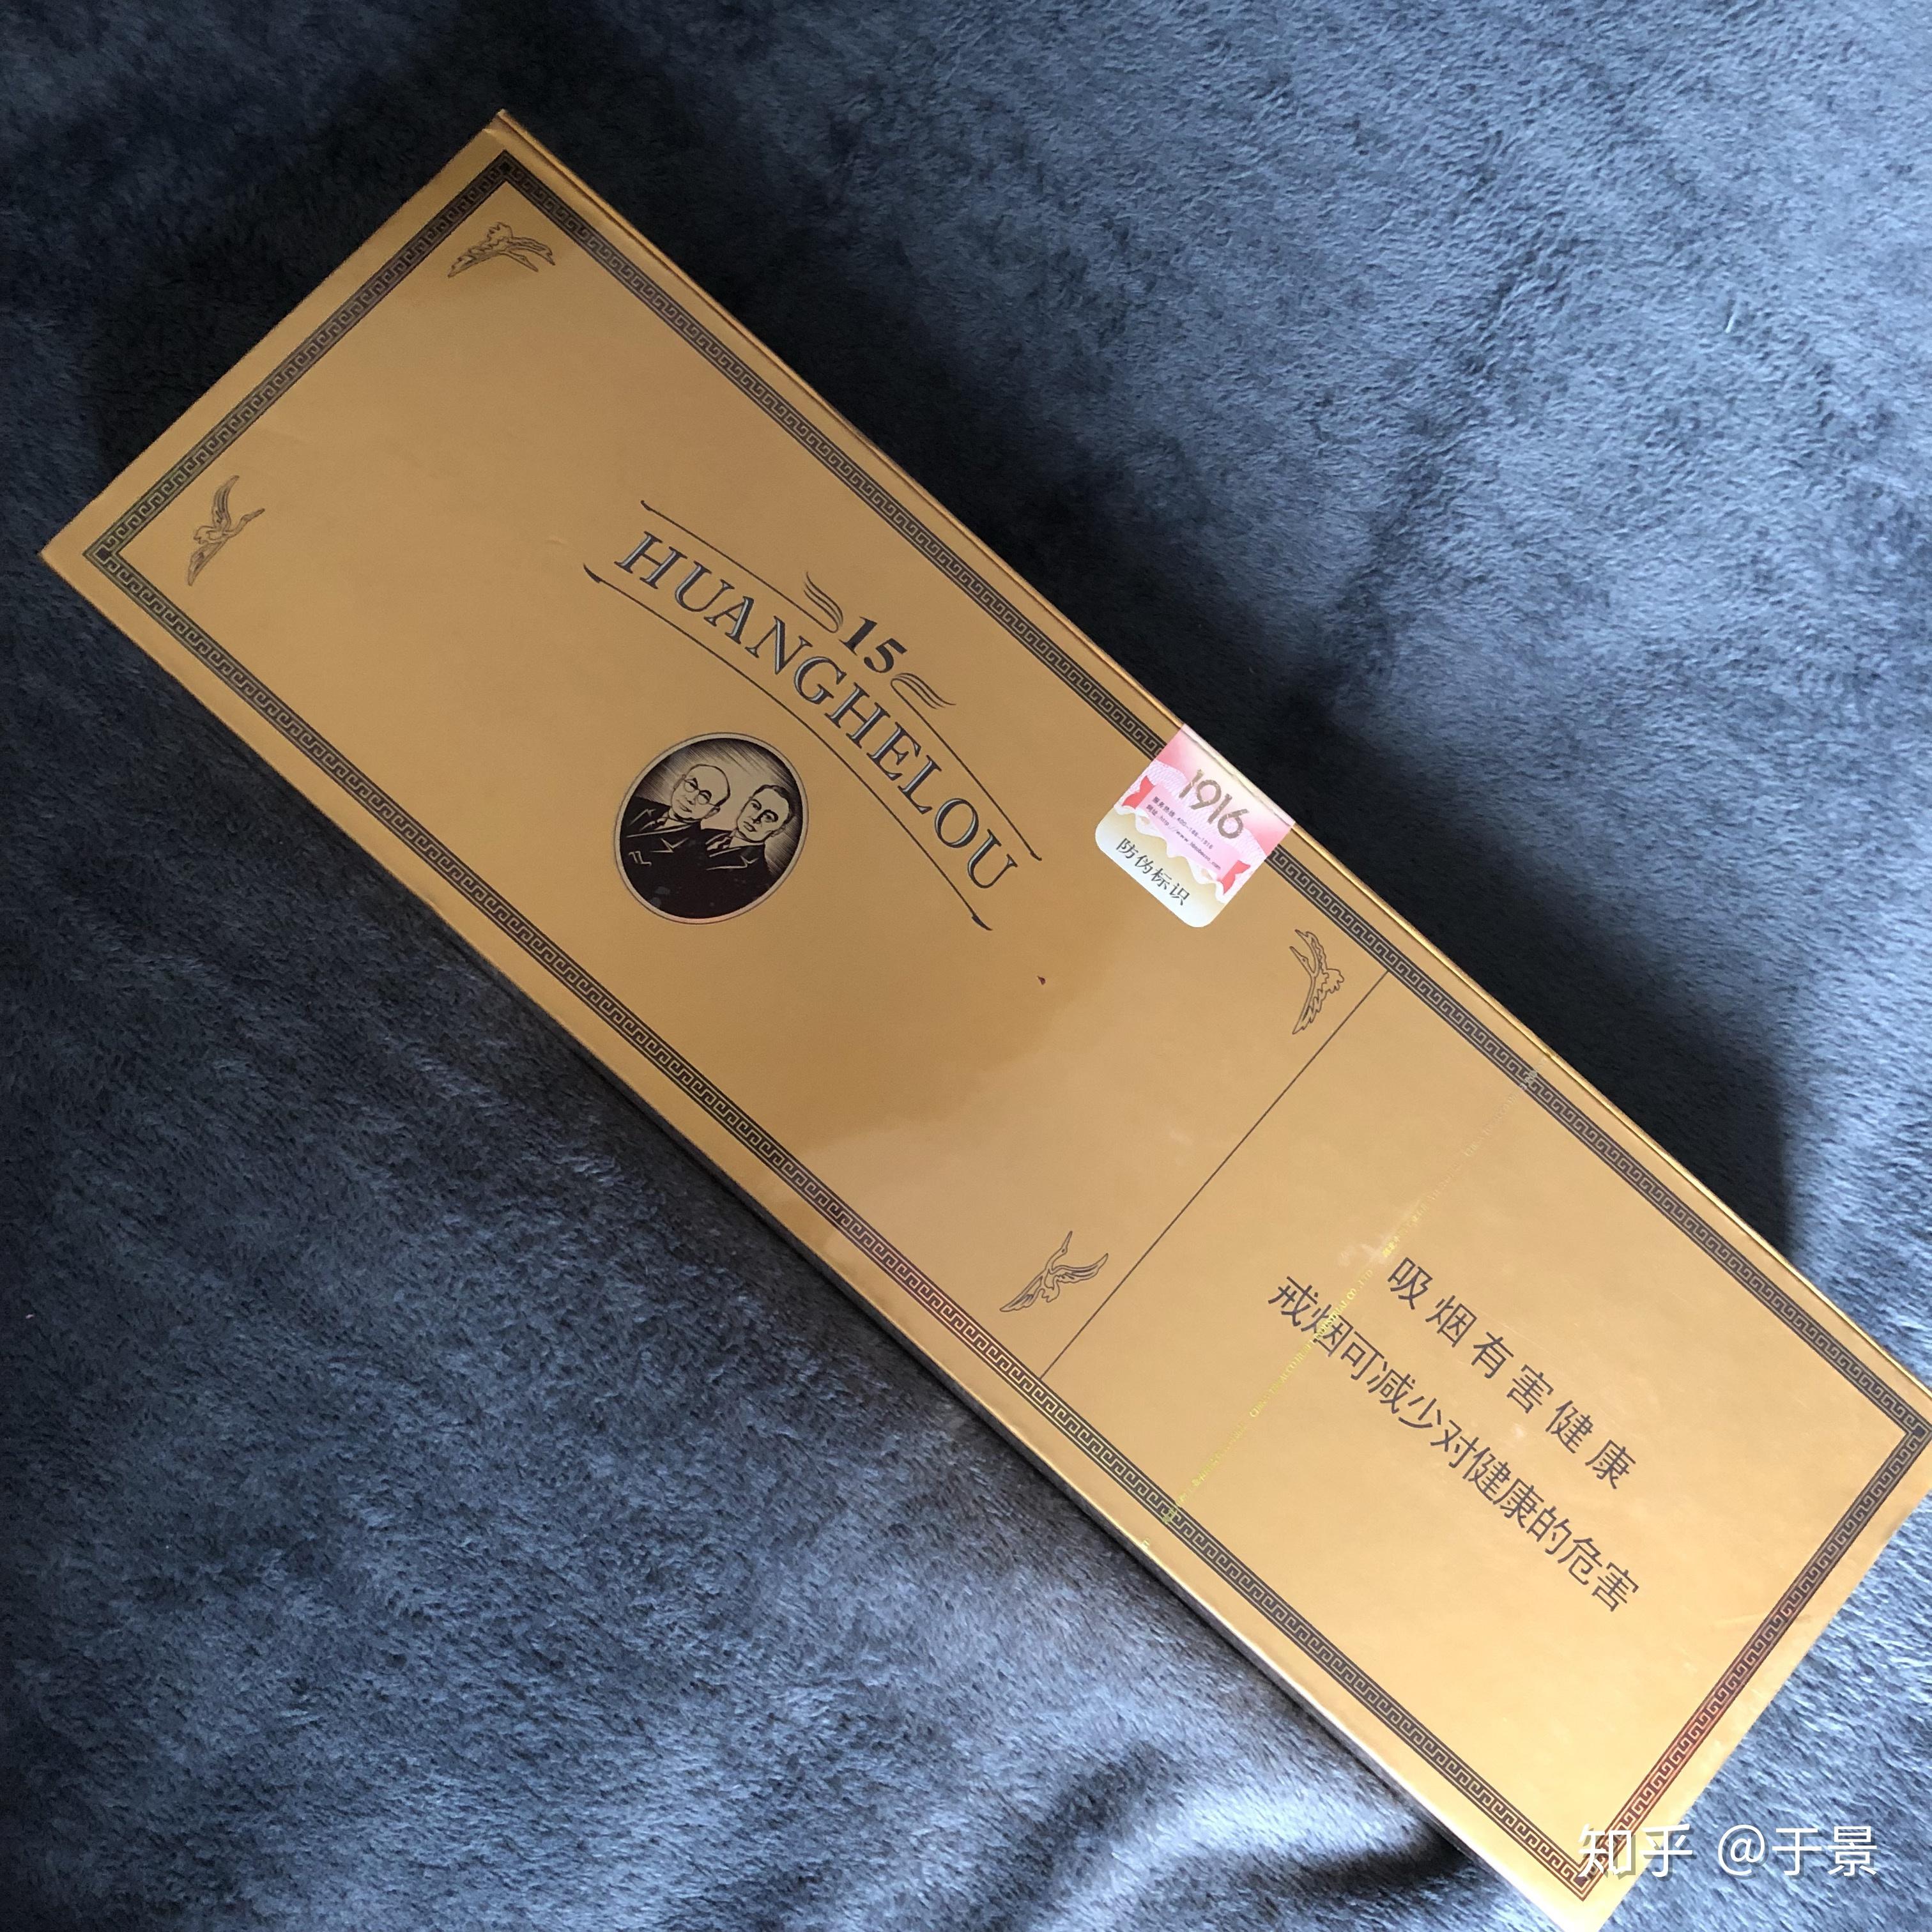 15
HUANGHELOU
1916
防伪标识
吸烟有害健康
戒烟可减少对健康的危害
知乎 @于景